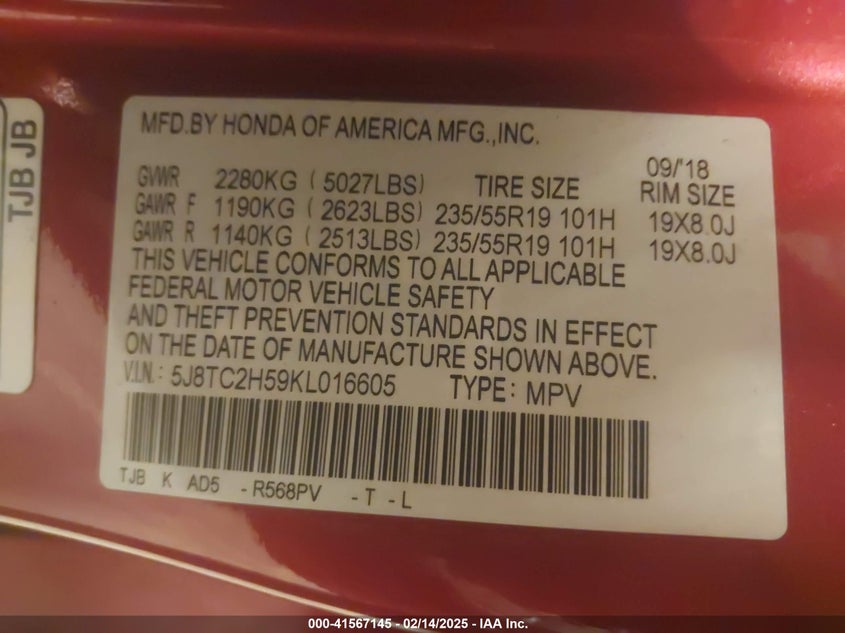 TJB JB
MFD.BY HONDA OF AMERICA MFG.,INC.
09/'18
GVWR 2280KG ( 5027LBS) TIRE SIZE RIM SIZE
GAWR F 1190KG ( 2623LBS) 235/55R19 101H 19X8.0J
GAWR R 1140KG ( 2513LBS) 235/55R19 101H 19X8.0J
THIS VEHICLE CONFORMS TO ALL APPLICABLE
FEDERAL MOTOR VEHICLE SAFETY
AND THEFT PREVENTION STANDARDS IN EFFECT
ON THE DATE OF MANUFACTURE SHOWN ABOVE.
V.I.N.: 5J8TC2H59KL016605 TYPE: MPV
TJB K AD5 -R568PV -T -L
000-41567145 - 02/14/2025 - IAA Inc.